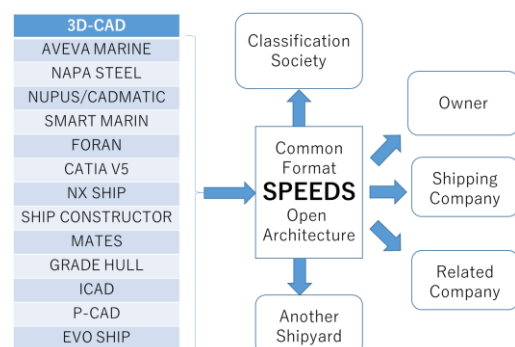 3D-CAD
AVEVA MARINE
NAPA STEEL
NUPUS/CADMATIC
SMART MARIN
FORAN
CATIA V5
NX SHIP
SHIP CONSTRUCTOR
MATES
GRADE HULL
ICAD
P-CAD
EVO SHIP
Classification
Society
Common
Format
SPEEDS
Open
Architecture
Another
Shipyard
Owner
Shipping
Company
Related
Company